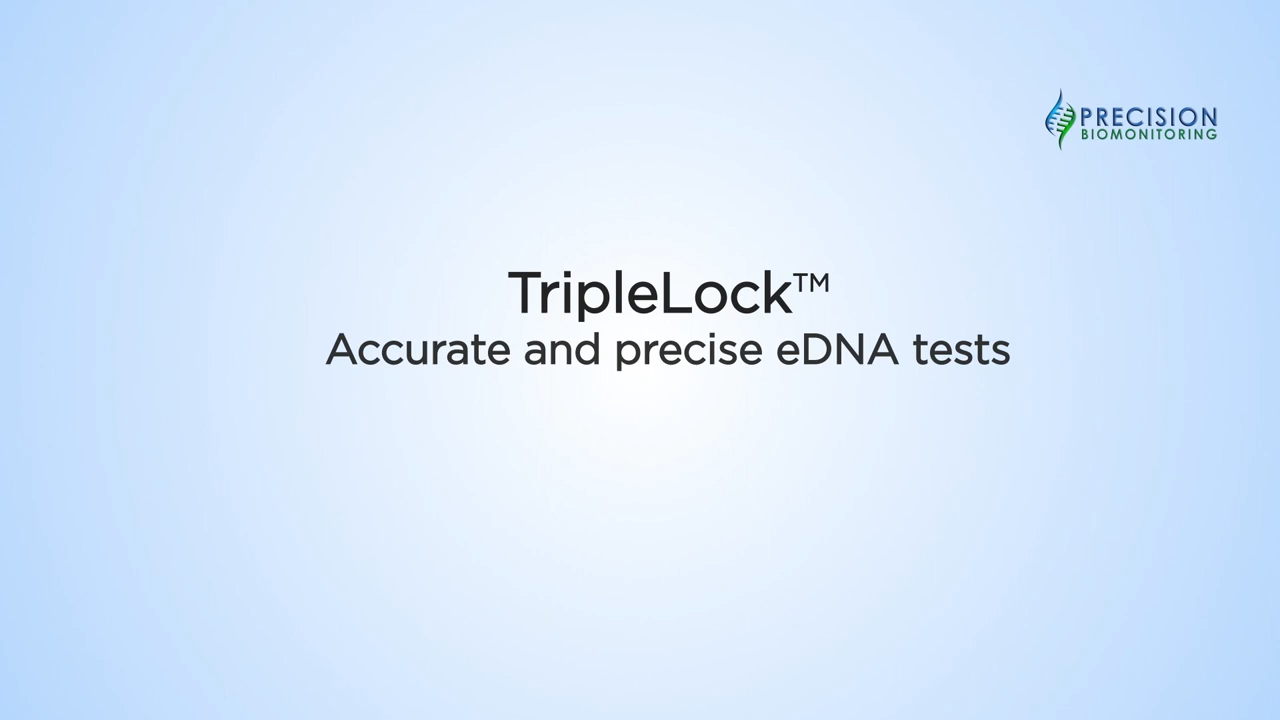 PRECISION
BIOMONITORING
TripleLock™
Accurate and precise eDNA tests